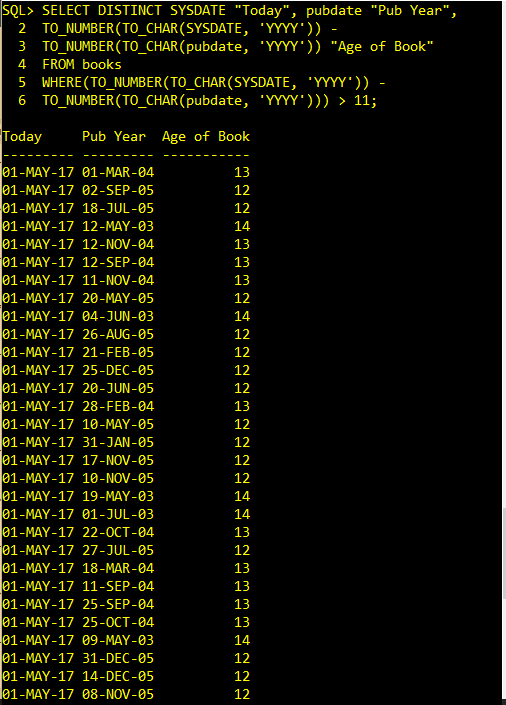 SQL> SELECT DISTINCT SYSDATE "Today", pubdate "Pub Year",
  2  TO_NUMBER(TO_CHAR(SYSDATE, 'YYYY')) -
  3  TO_NUMBER(TO_CHAR(pubdate, 'YYYY')) "Age of Book"
  4  FROM books
  5  WHERE(TO_NUMBER(TO_CHAR(SYSDATE, 'YYYY')) -
  6  TO_NUMBER(TO_CHAR(pubdate, 'YYYY'))) > 11;
Today     Pub Year  Age of Book
--------- --------- -----------
01-MAY-17 01-MAR-04          13
01-MAY-17 02-SEP-05          12
01-MAY-17 18-JUL-05          12
01-MAY-17 12-MAY-03          14
01-MAY-17 12-NOV-04          13
01-MAY-17 12-SEP-04          13
01-MAY-17 11-NOV-04          13
01-MAY-17 20-MAY-05          12
01-MAY-17 04-JUN-03          14
01-MAY-17 26-AUG-05          12
01-MAY-17 21-FEB-05          12
01-MAY-17 25-DEC-05          12
01-MAY-17 20-JUN-05          12
01-MAY-17 28-FEB-04          13
01-MAY-17 10-MAY-05          12
01-MAY-17 31-JAN-05          12
01-MAY-17 17-NOV-05          12
01-MAY-17 10-NOV-05          12
01-MAY-17 19-MAY-03          14
01-MAY-17 01-JUL-03          14
01-MAY-17 22-OCT-04          13
01-MAY-17 27-JUL-05          12
01-MAY-17 18-MAR-04          13
01-MAY-17 11-SEP-04          13
01-MAY-17 25-SEP-04          13
01-MAY-17 25-OCT-04          13
01-MAY-17 09-MAY-03          14
01-MAY-17 31-DEC-05          12
01-MAY-17 14-DEC-05          12
01-MAY-17 08-NOV-05          12